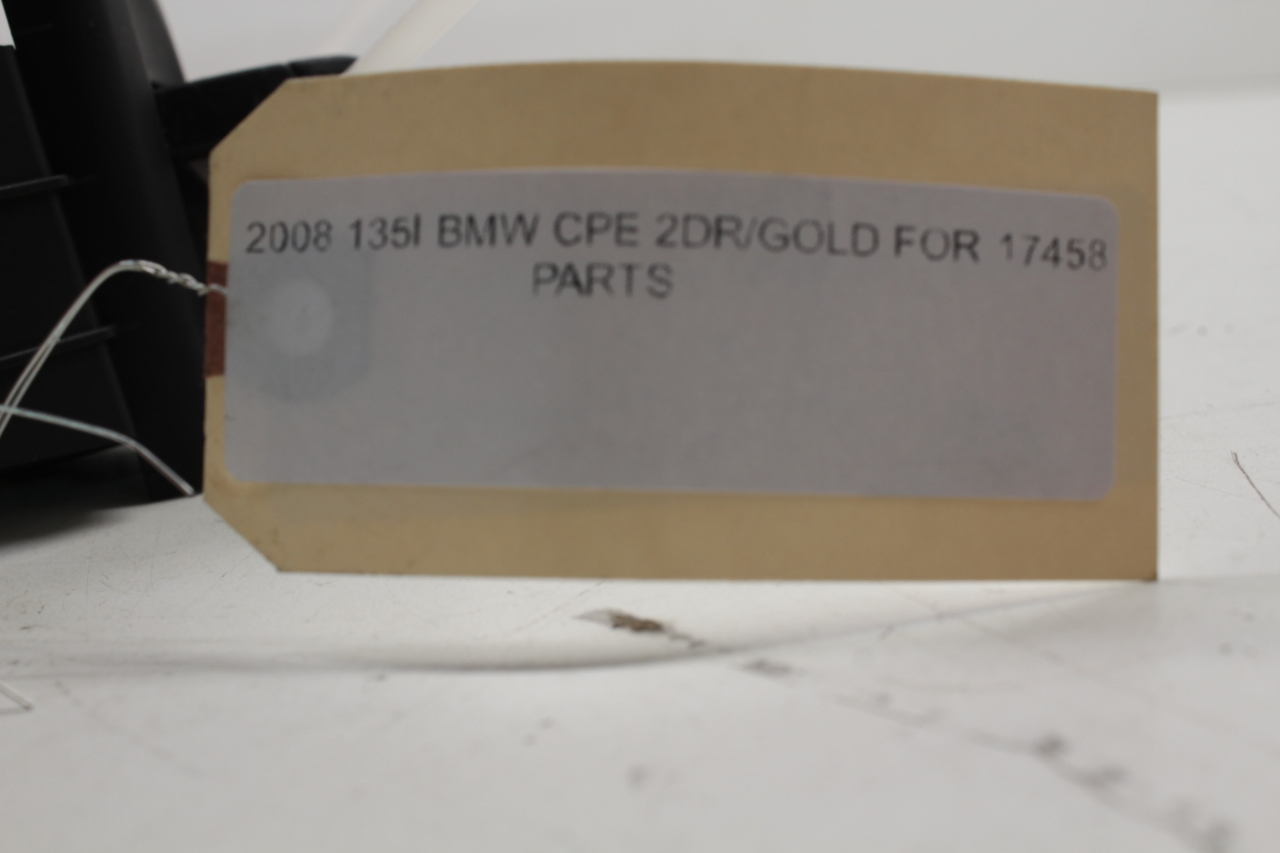 2008 135I BMW CPE 2DR/GOLD FOR 17458
PARTS